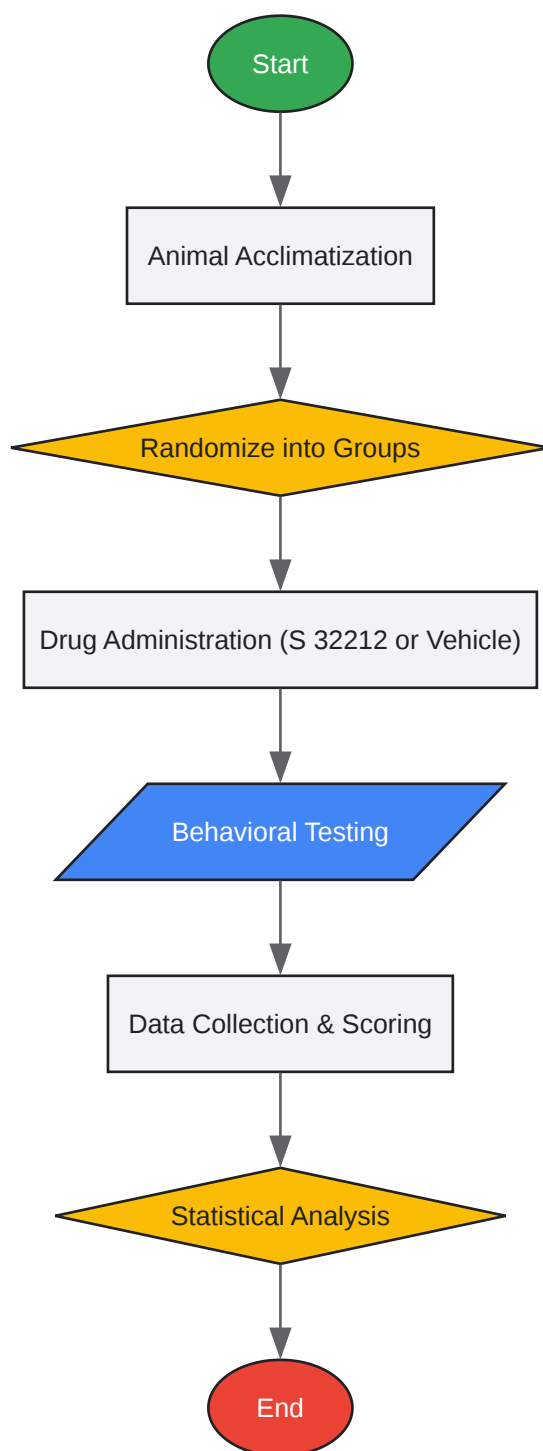 Start
Animal Acclimatization
Randomize into Groups
Drug Administration (S 32212 or Vehicle)
Behavioral Testing
Data Collection & Scoring
Statistical Analysis
End